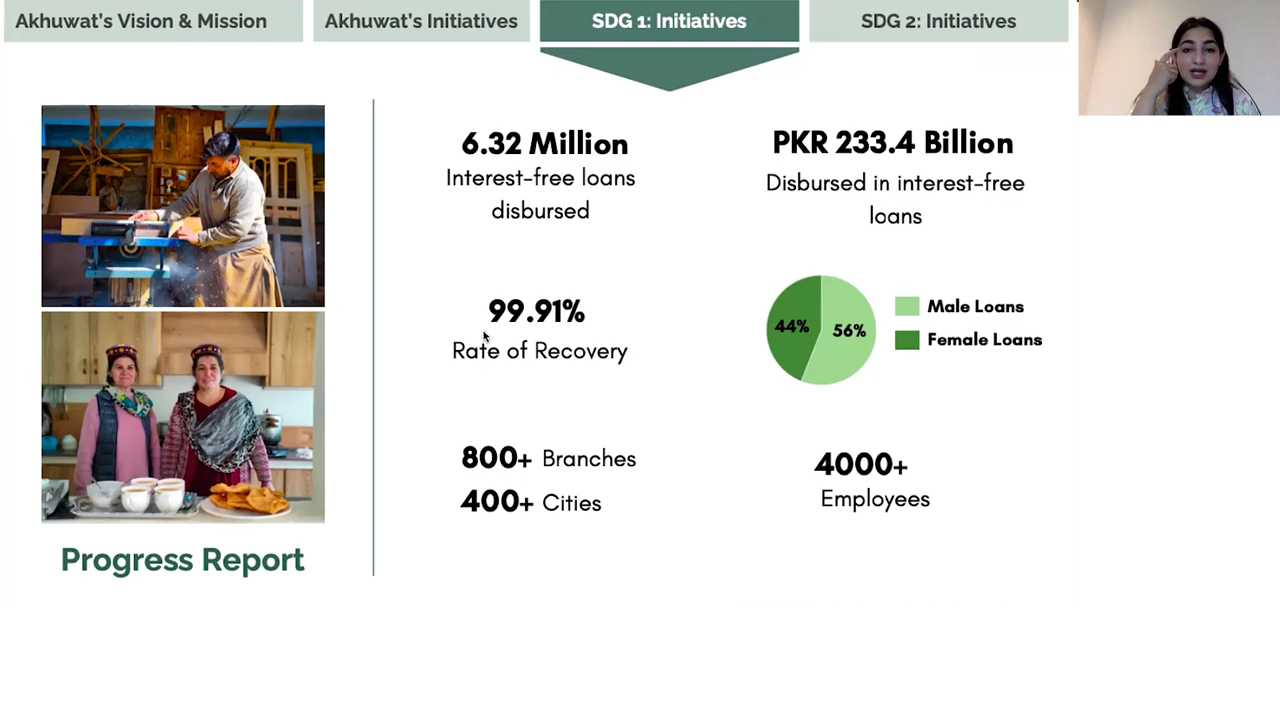 Akhuwat's Vision & Mission
Akhuwat's Initiatives
SDG 1: Initiatives
SDG 2: Initiatives
6.32 Million
Interest-free loans
disbursed
PKR 233.4 Billion
Disbursed in interest-free
loans
99.91%
Rate of Recovery
44%
56%
Male Loans
Female Loans
800+ Branches
400+ Cities
4000+
Employees
Progress Report